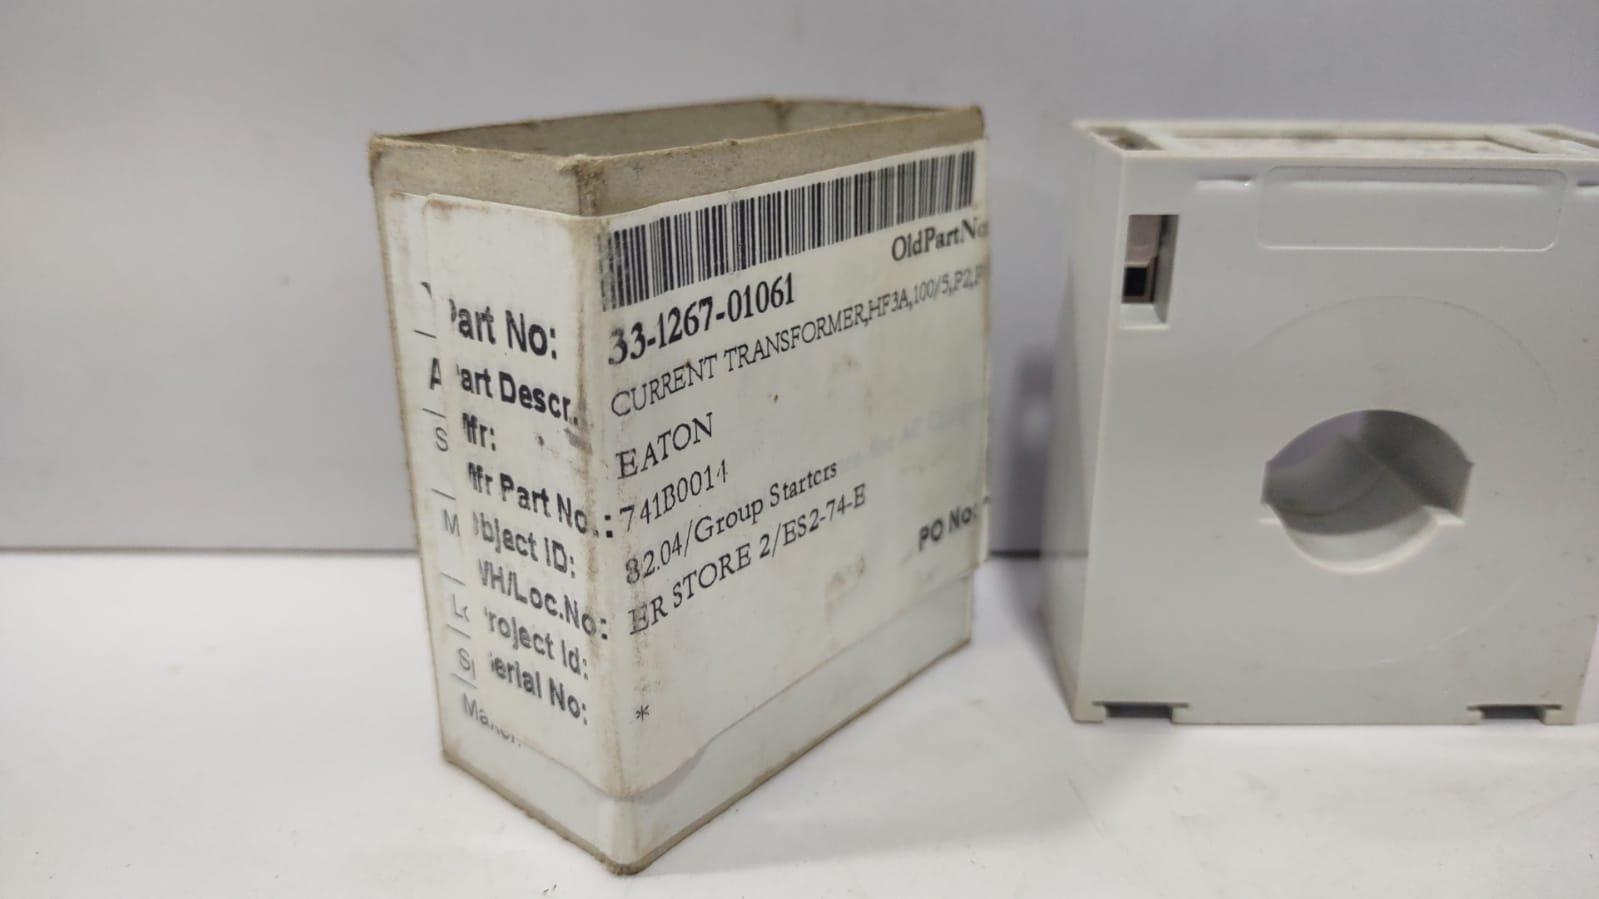 OldPartNo
Part No: 33-1267-01061
Part Descr.: CURRENT TRANSFORMER,HF3A,100/5,P2,P
Mfr: EATON
Mfr Part No.: 741B0014
Object ID: 82.04/Group Starters
WH/Loc.No: ER STORE 2/ES2-74-E
PO No:
Project Id:
Serial No: *
Maker: